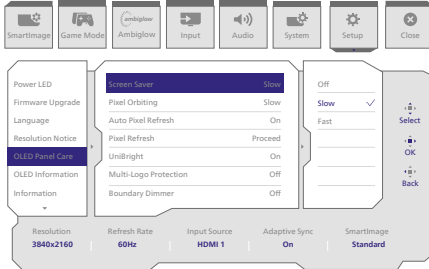 SmartImage
Game Mode
ambiglow
Ambiglow
Input
Audio
System
Setup
Close
Power LED
Firmware Upgrade
Language
Resolution Notice
OLED Panel Care
OLED Information
Information
Screen Saver Slow
Pixel Orbiting Slow
Auto Pixel Refresh On
Pixel Refresh Proceed
UniBright On
Multi-Logo Protection Off
Boundary Dimmer Off
Off
Slow
Fast
Select
OK
Back
Resolution Refresh Rate Input Source Adaptive Sync SmartImage
3840x2160 60Hz HDMI 1 On Standard